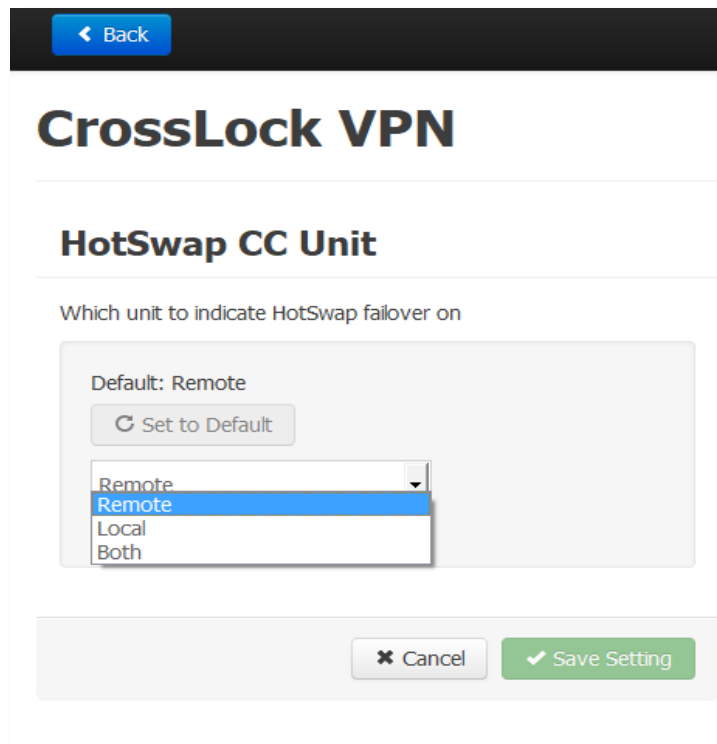 Back
CrossLock VPN
HotSwap CC Unit
Which unit to indicate HotSwap failover on
Default: Remote
Set to Default
Remote
Remote
Local
Both
Cancel
Save Setting